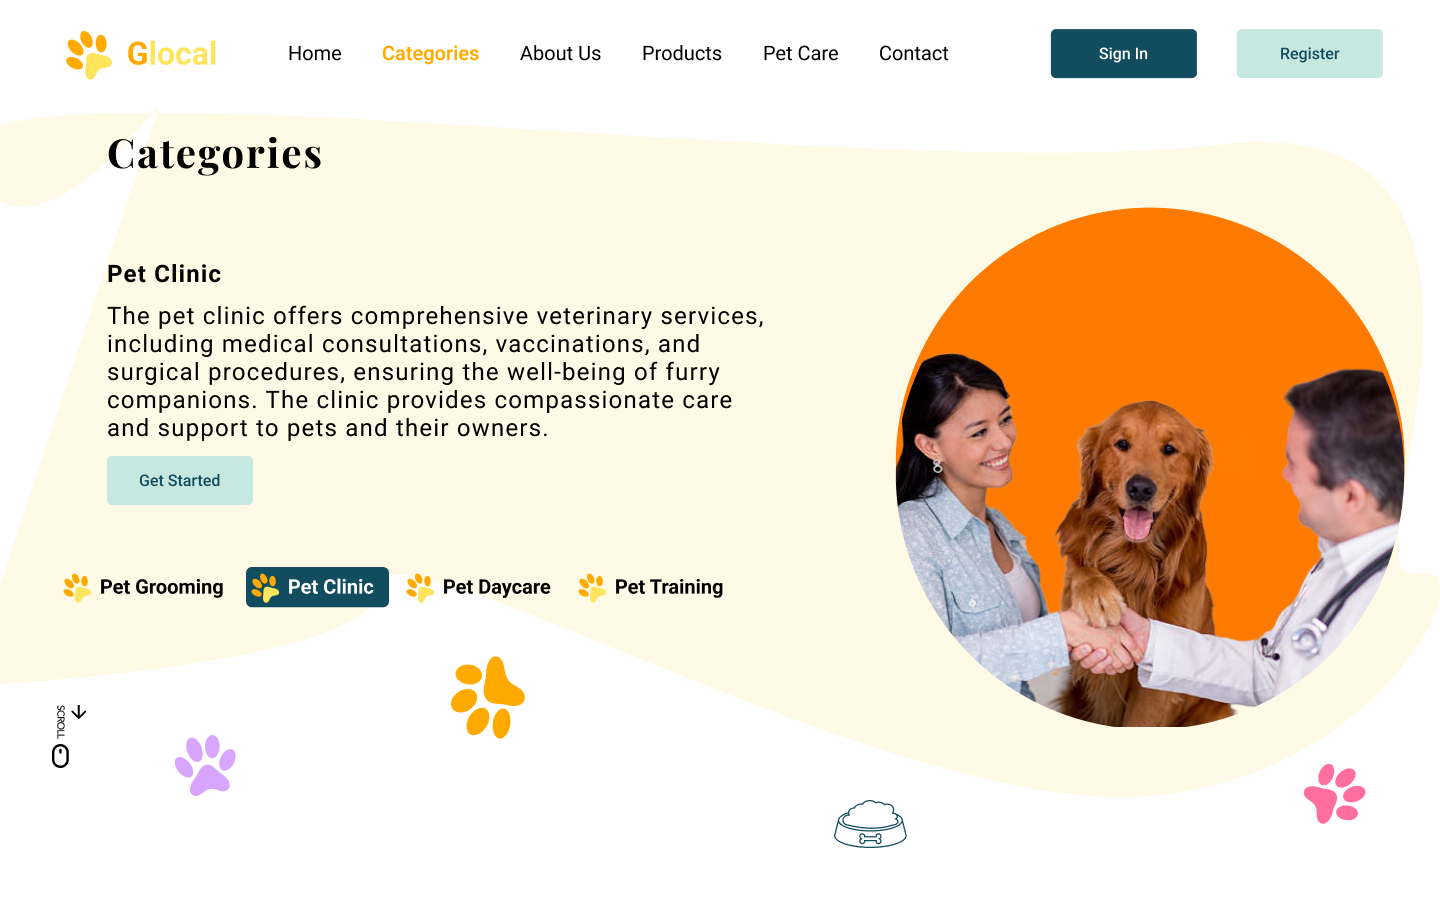 Glocal
Home Categories About Us Products Pet Care Contact
Sign In Register
Categories
Pet Clinic
The pet clinic offers comprehensive veterinary services,
including medical consultations, vaccinations, and
surgical procedures, ensuring the well-being of furry
companions. The clinic provides compassionate care
and support to pets and their owners.
Get Started
Pet Grooming Pet Clinic Pet Daycare Pet Training
SCROLL